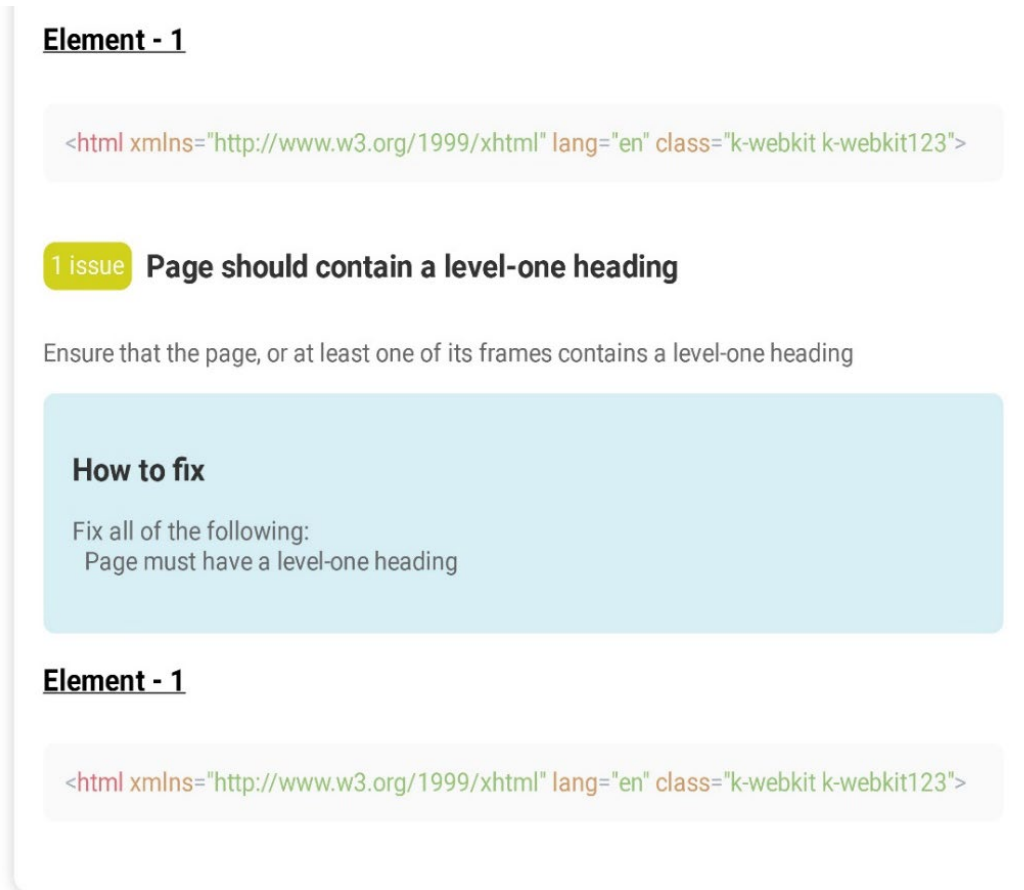 Element - 1
<html xmlns="http://www.w3.org/1999/xhtml" lang="en" class="k-webkit k-webkit123">
1 issue Page should contain a level-one heading
Ensure that the page, or at least one of its frames contains a level-one heading
How to fix
Fix all of the following:
Page must have a level-one heading
Element - 1
<html xmlns="http://www.w3.org/1999/xhtml" lang="en" class="k-webkit k-webkit123">